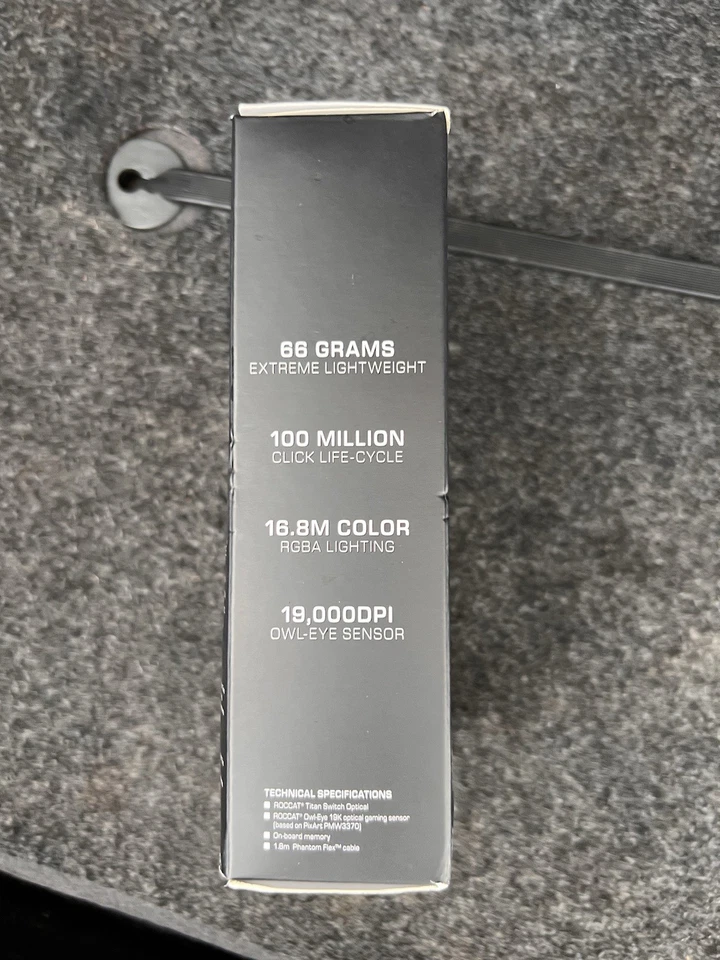 66 GRAMS
EXTREME LIGHTWEIGHT
100 MILLION
CLICK LIFE-CYCLE
16.8M COLOR
RGBA LIGHTING
19,000DPI
OWL-EYE SENSOR
TECHNICAL SPECIFICATIONS
ROCCAT® Titan Switch Optical
ROCCAT® Owl-Eye 19K optical gaming sensor
(based on PixArt PMW3370)
On-board memory
1.8m Phantom Flex™ cable